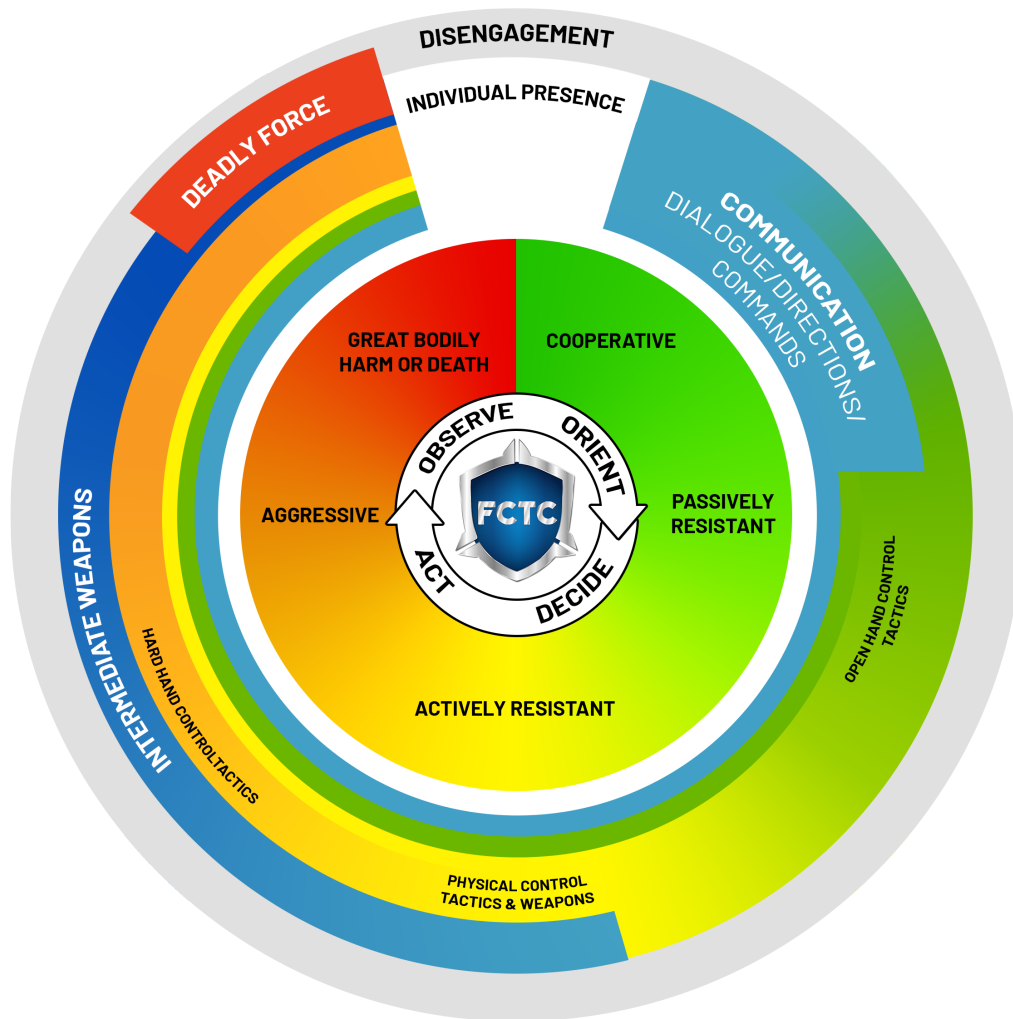 DISENGAGEMENT
INDIVIDUAL PRESENCE
DEADLY FORCE
COMMUNICATION
DIALOGUE/DIRECTIONS/
COMMANDS
GREAT BODILY
HARM OR DEATH
COOPERATIVE
OBSERVE
ORIENT
FCTC
AGGRESSIVE
PASSIVELY
RESISTANT
ACT
DECIDE
INTERMEDIATE WEAPONS
HARD HAND CONTROLTACTICS
OPEN HAND CONTROL
TACTICS
ACTIVELY RESISTANT
PHYSICAL CONTROL
TACTICS & WEAPONS